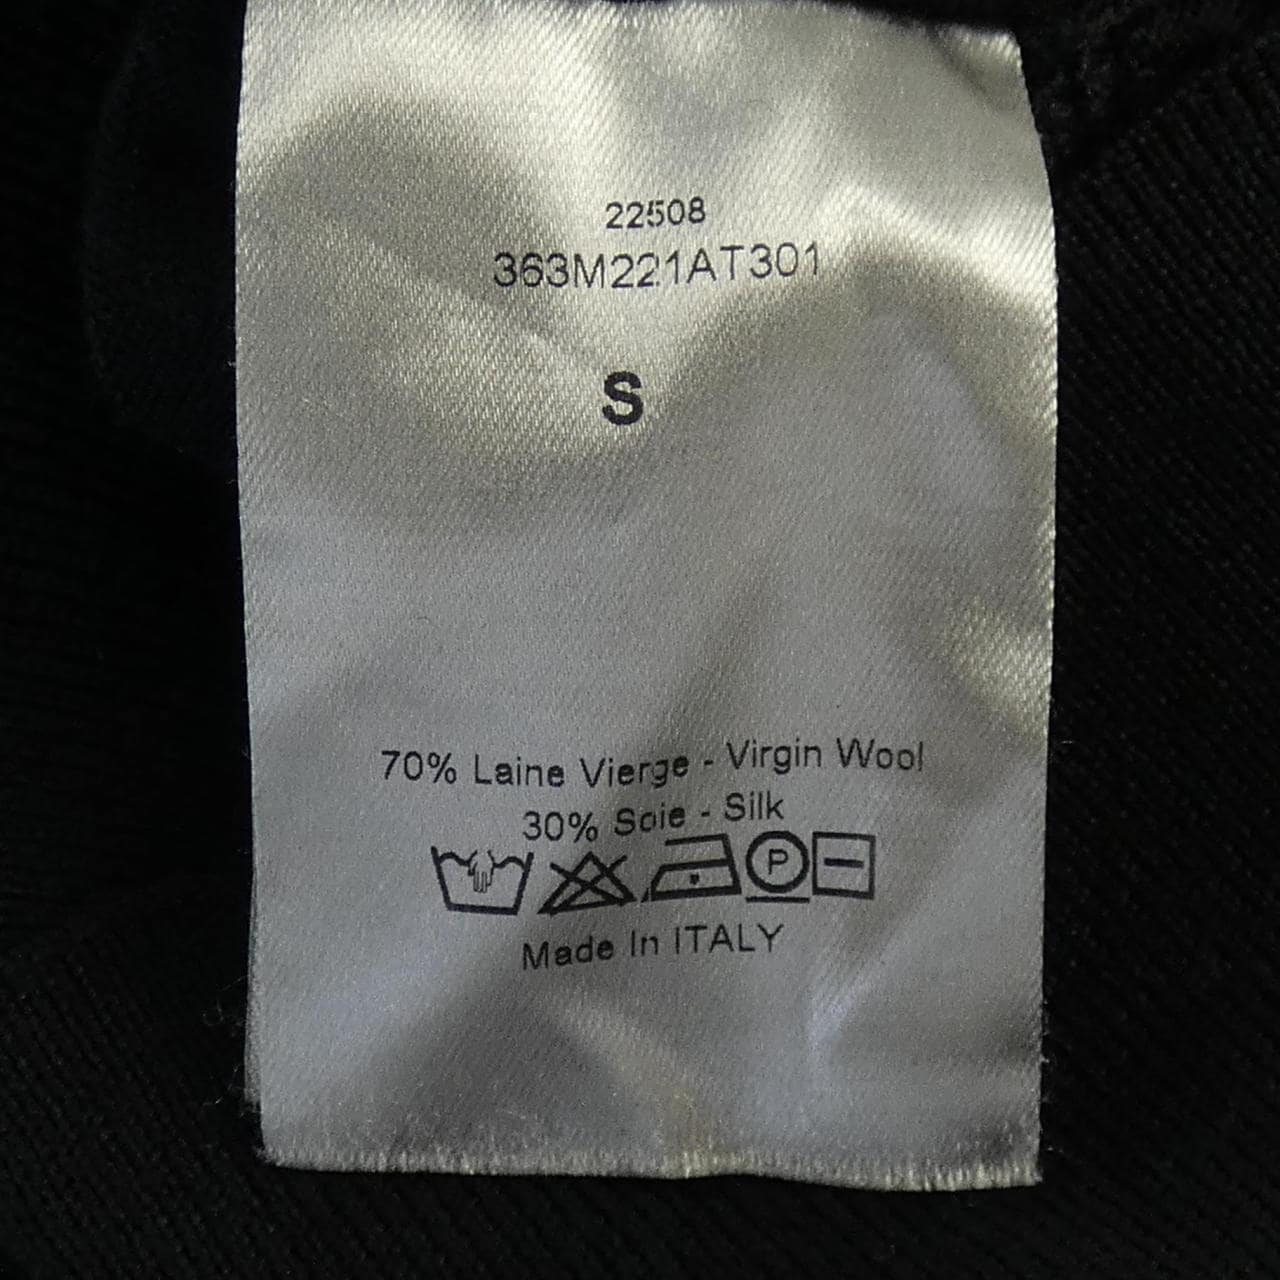 22508
363M221AT301
S
70% Laine Vierge - Virgin Wool
30% Soie - Silk
P
Made In ITALY